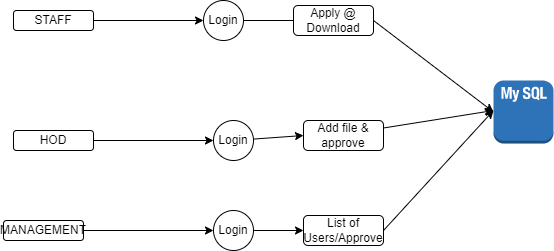 STAFF
Login
Apply @
Download
My SQL
HOD
Login
Add file &
approve
MANAGEMENT
Login
List of
Users/Approve